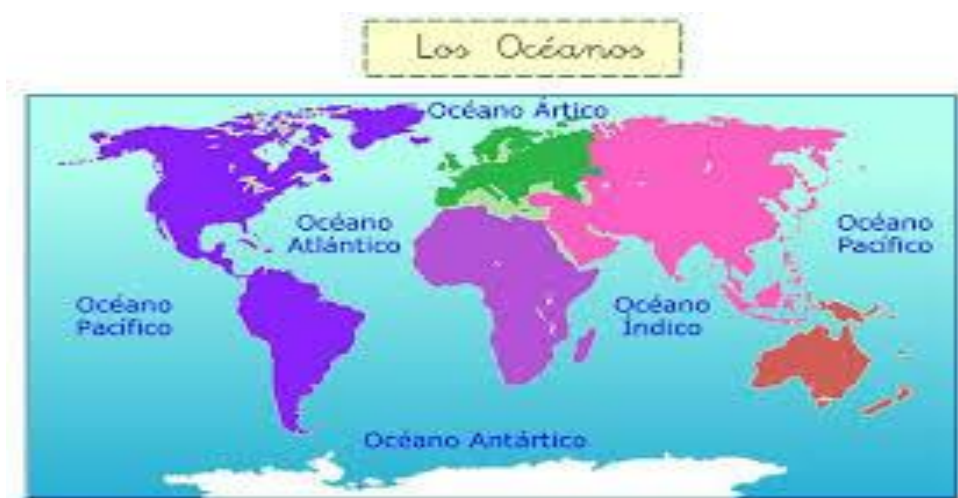 Los Océanos
Océano Ártico
Océano
Atlántico
Océano
Pacífico
Océano
Pacífico
Océano
Índico
Océano Antártico